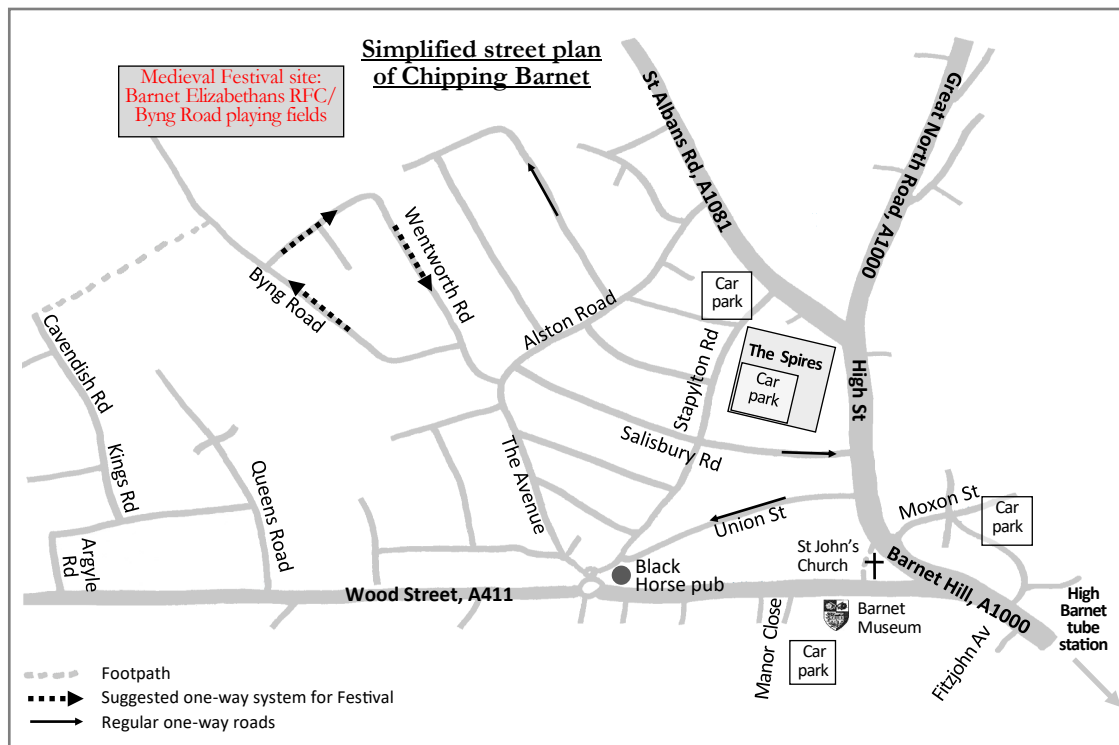 Simplified street plan
of Chipping Barnet
Medieval Festival site:
Barnet Elizabethans RFC/
Byng Road playing fields
St Albans Rd, A1081
Great North Road, A1000
Wentworth Rd
Byng Road
Alston Road
Car
park
Cavendish Rd
Stapylton Rd
The Spires
Car
park
High St
Kings Rd
Queens Road
The Avenue
Salisbury Rd
Union St
Moxon St
Car
park
Argyle
Rd
St John's
Church
Black
Horse pub
Wood Street, A411
Barnet Hill, A1000
High
Barnet
tube
station
Manor Close
Barnet
Museum
Car
park
Fitzjohn Av
Footpath
Suggested one-way system for Festival
Regular one-way roads